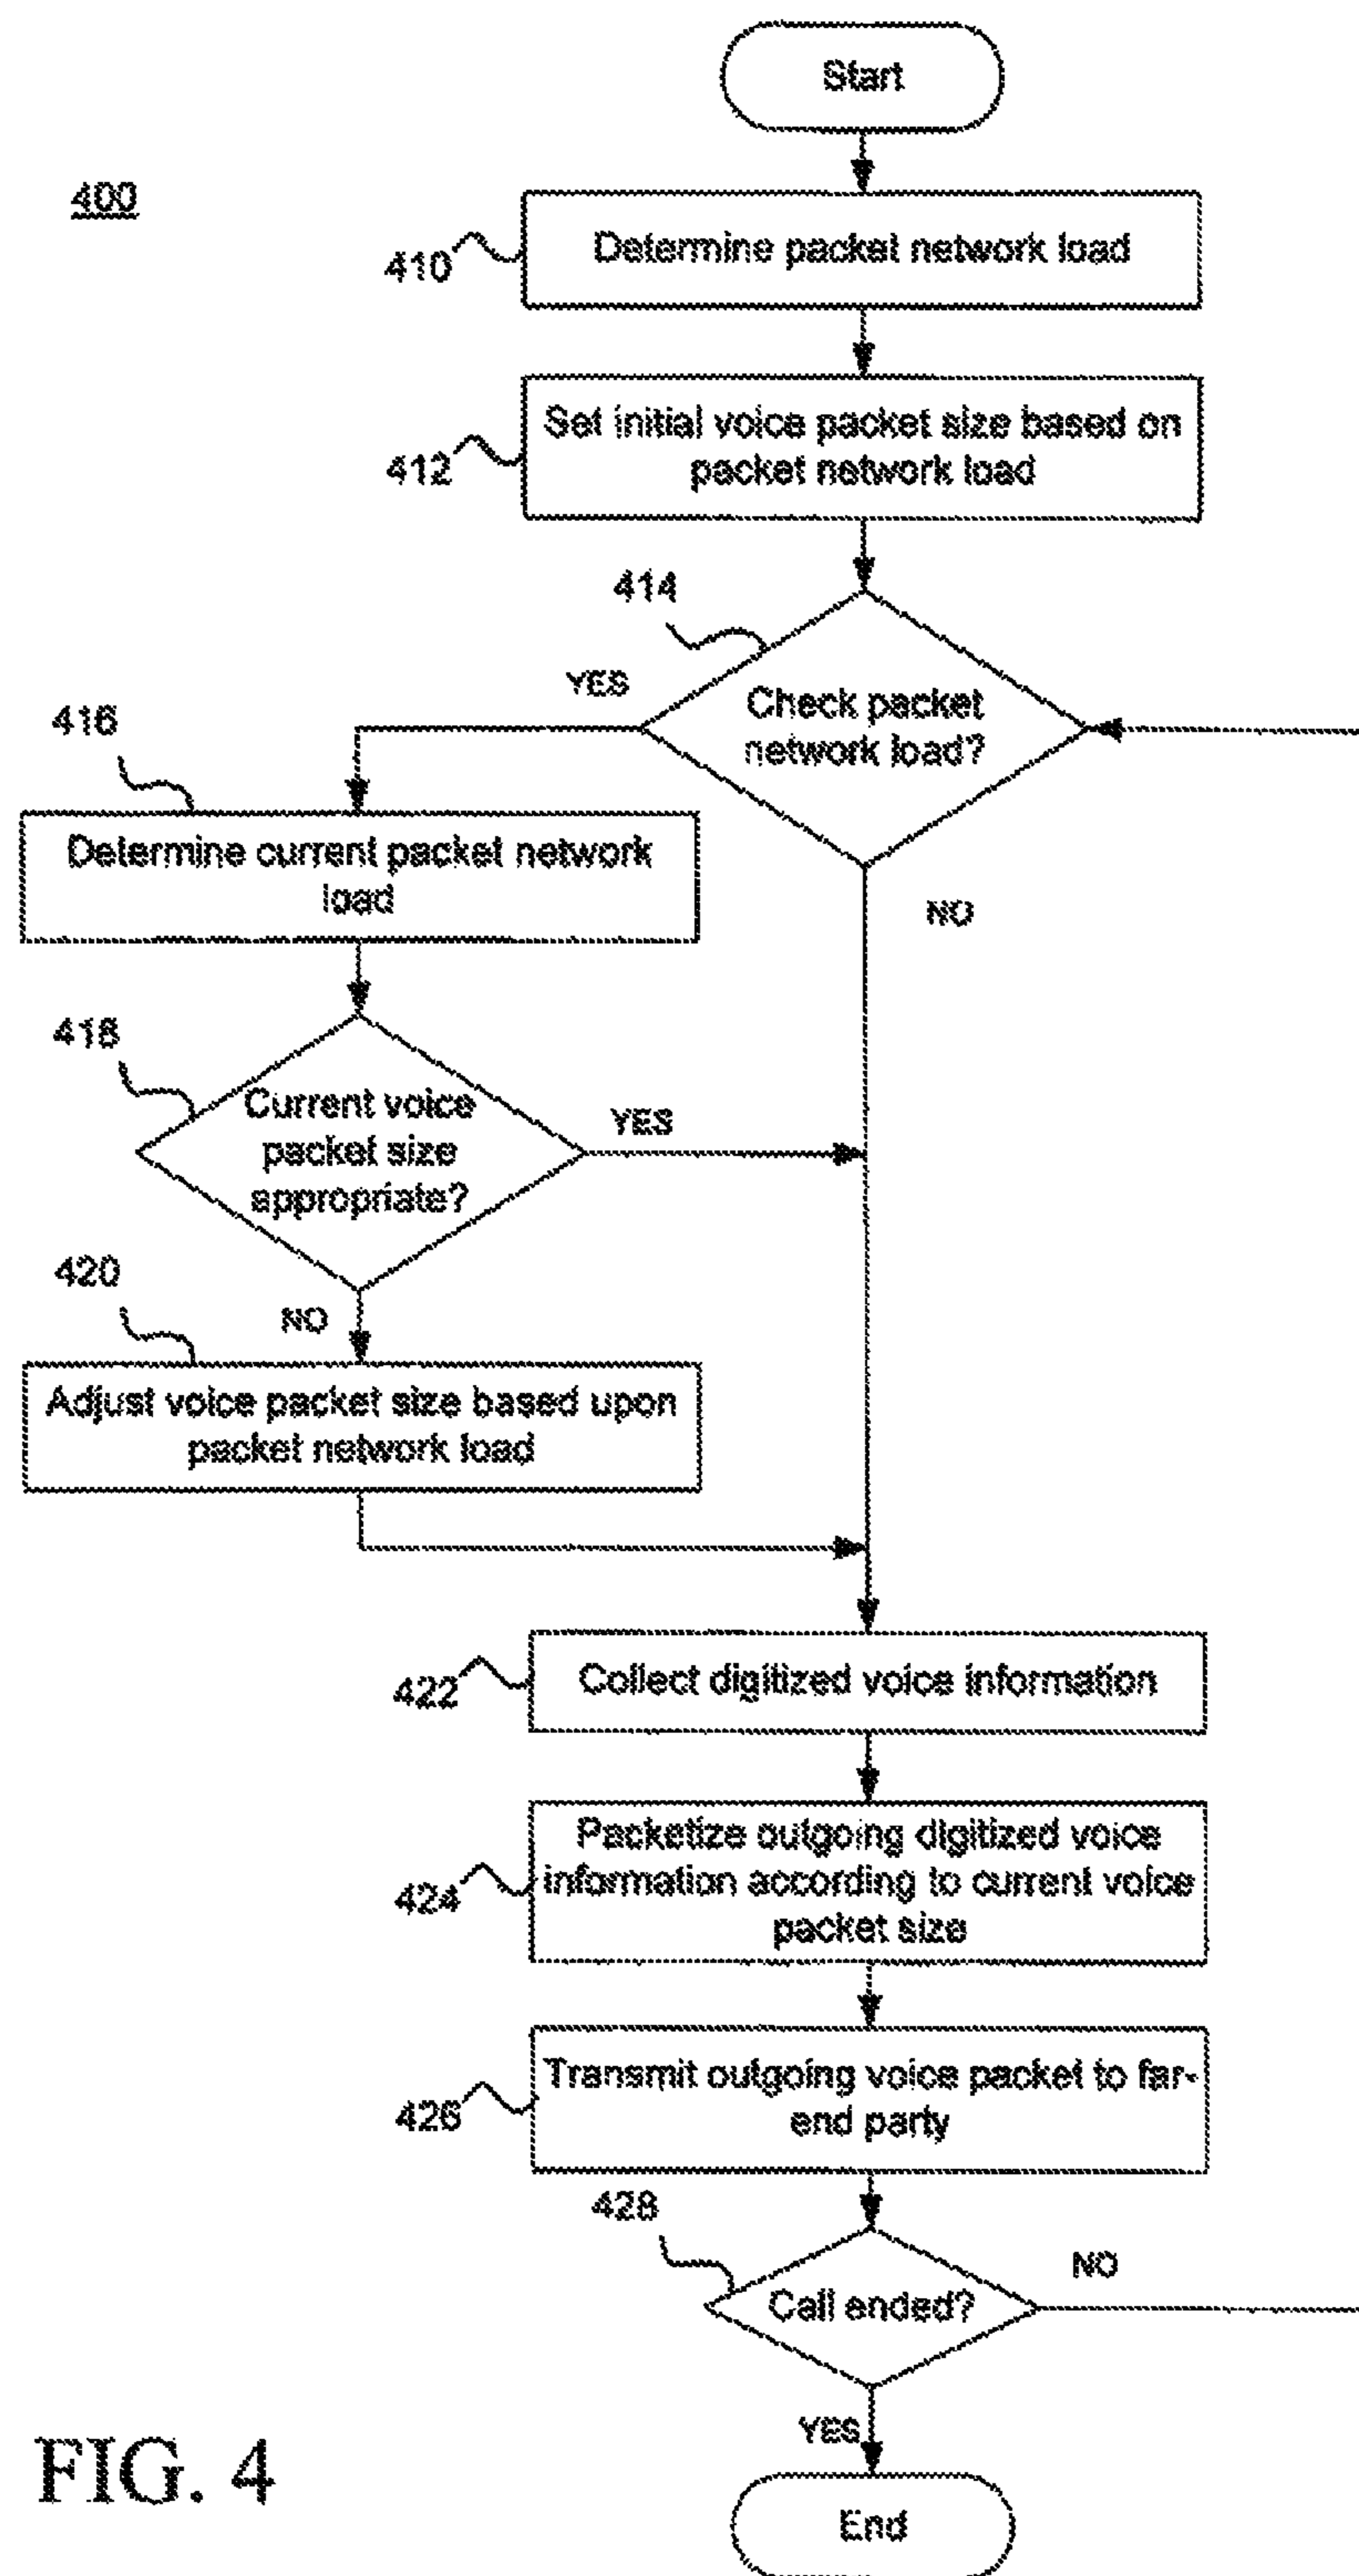 Start
400
410
Determine packet network load
412
Set initial voice packet size based on
packet network load
414
YES
Check packet
network load?
NO
416
Determine current packet network
load
418
Current voice
packet size
appropriate?
YES
NO
420
Adjust voice packet size based upon
packet network load
422
Collect digitized voice information
424
Packetize outgoing digitized voice
information according to current voice
packet size
426
Transmit outgoing voice packet to far-
end party
428
Call ended?
NO
YES
End
FIG. 4